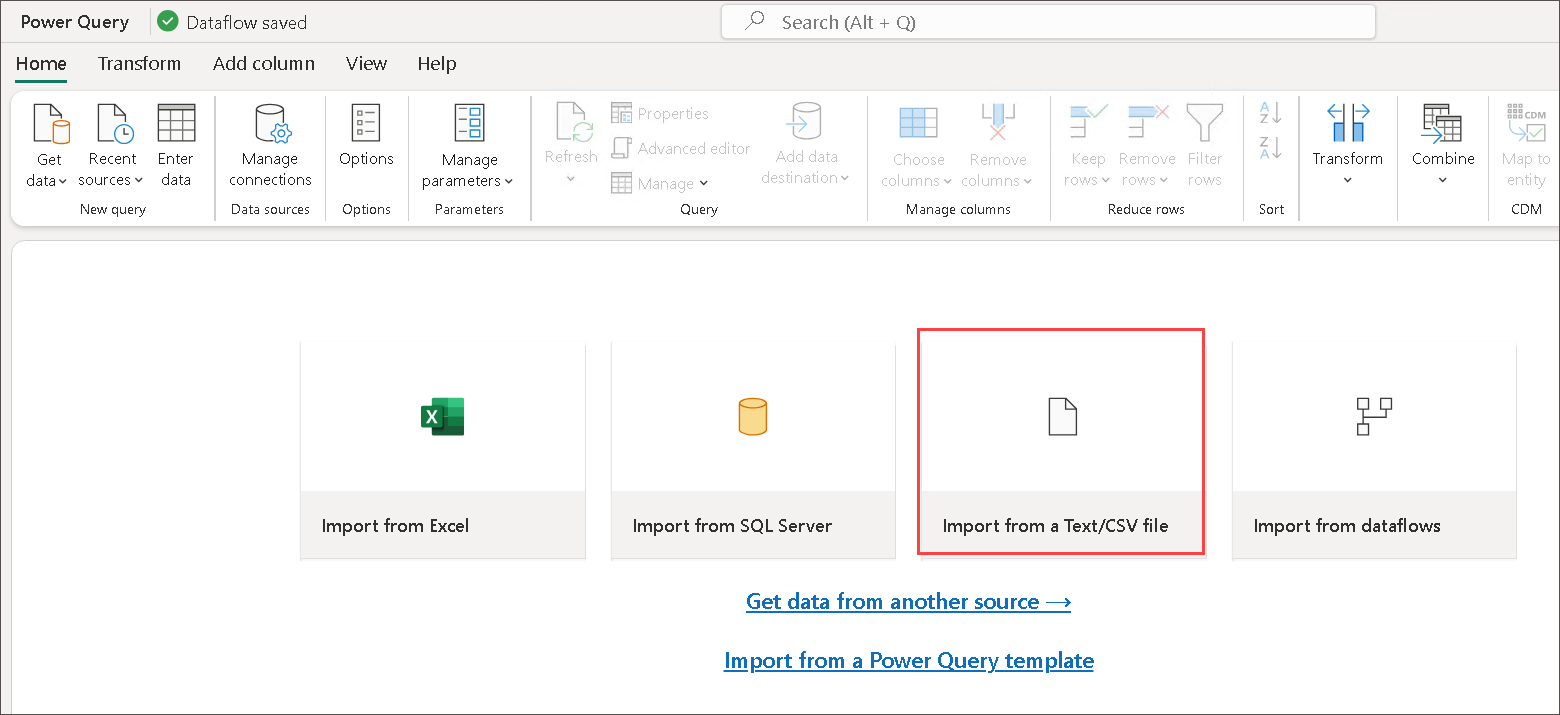 Power Query Dataflow saved Search (Alt + Q)
Home Transform Add column View Help
Get data
Recent sources
Enter data
New query
Manage connections
Data sources
Options
Options
Manage parameters
Parameters
Refresh
Properties
Advanced editor
Manage
Add data destination
Query
Choose columns
Remove columns
Manage columns
Keep rows
Remove rows
Filter rows
Reduce rows
A Z
Z A
Sort
Transform
Combine
CDM
Map to entity
CDM
X
Import from Excel
Import from SQL Server
Import from a Text/CSV file
Import from dataflows
Get data from another source →
Import from a Power Query template